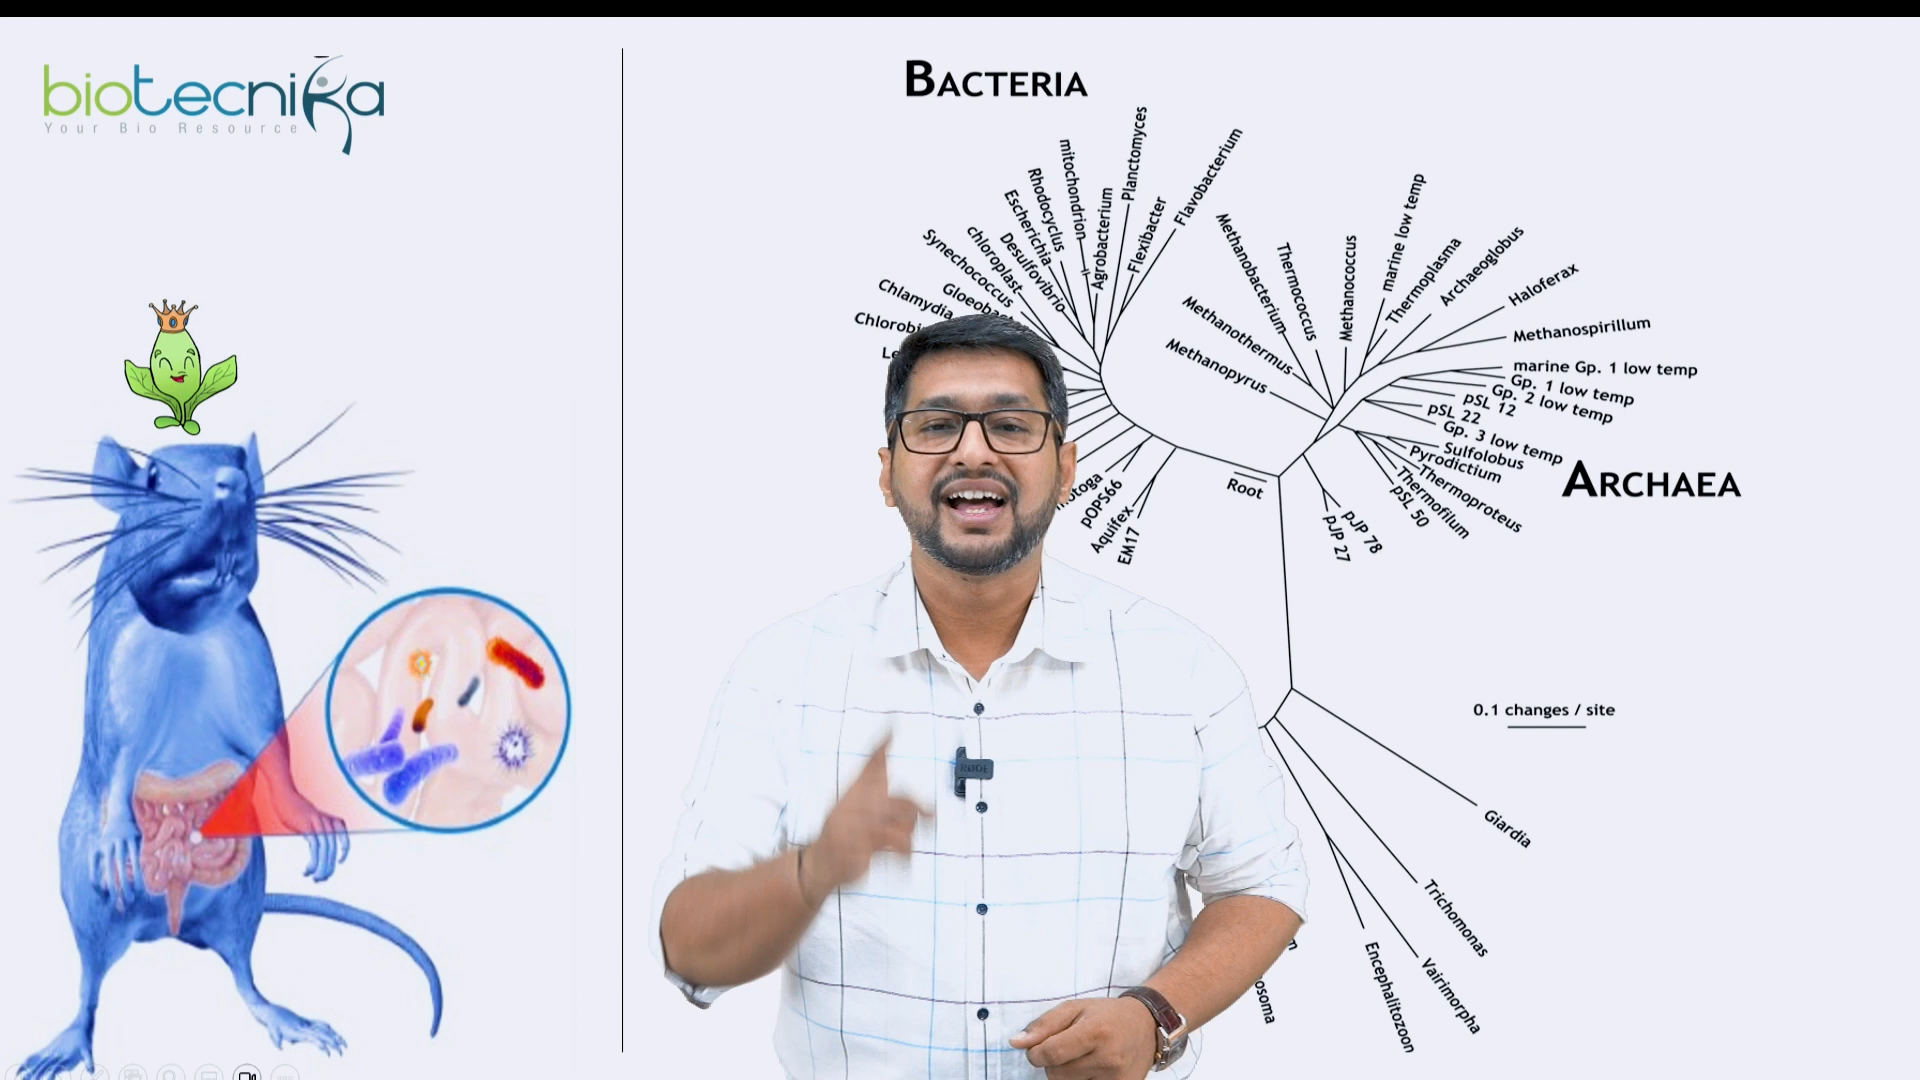 biotecnika
Your Bio Resource
BACTERIA
Planctomyces
Flavobacterium
mitochondrion
Rhodocyclus
Escherichia
Agrobacterium
Flexibacter
Desulfovibrio
chloroplast
Synechococcus
Chlamydia
Methanobacterium
Thermococcus
Methanococcus
marine low temp
Thermoplasma
Archaeoglobus
Haloferax
Methanospirillum
Methanothermus
Methanopyrus
marine Gp. 1 low temp
Gp. 1 low temp
Gp. 2 low temp
pSL 12
pSL 22
Gp. 3 low temp
Sulfolobus
Pyrodictium
Thermoproteus
Thermofilum
pSL 50
ARCHAEA
Root
pJP 78
pJP 27
pOPS66
Aquifex
EM17
RØDE
0.1 changes / site
Giardia
Trichomonas
Vairimorpha
Encephalitozoon